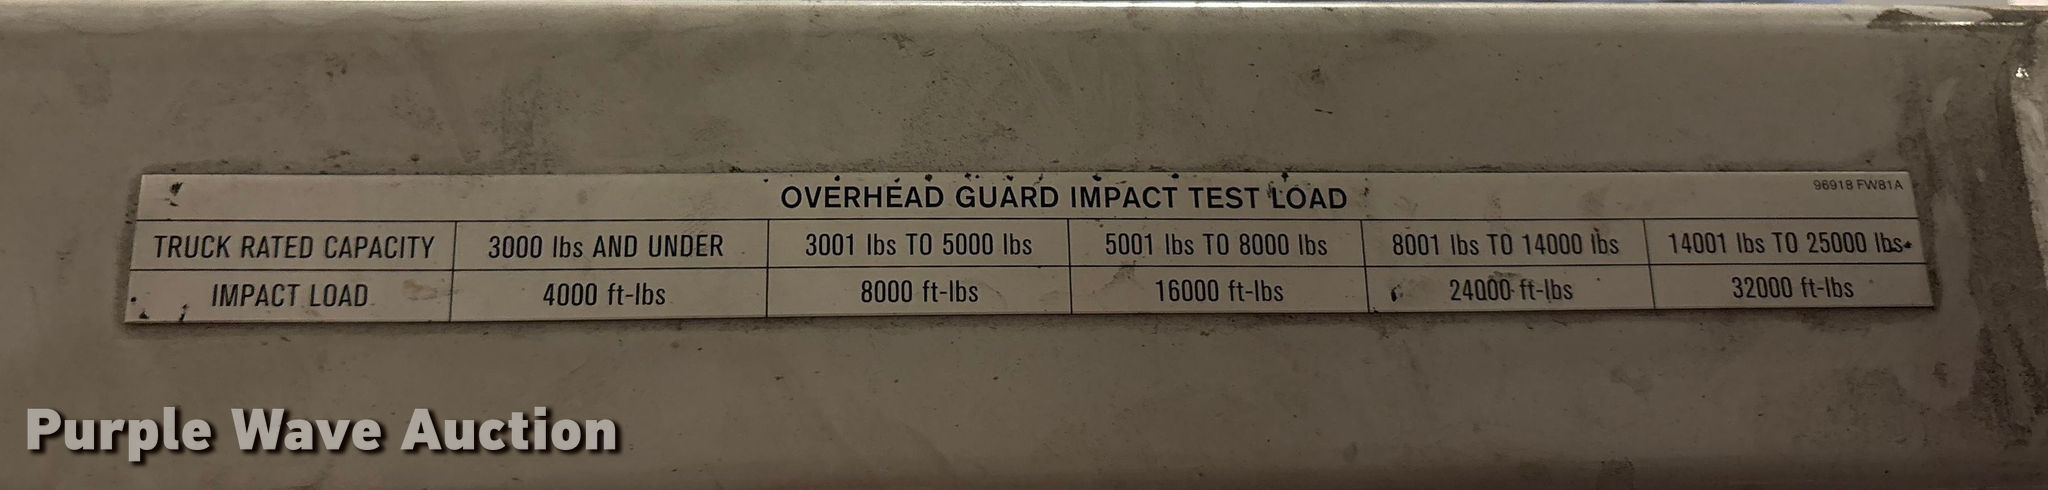 OVERHEAD GUARD IMPACT TEST LOAD 96918 FW81A
TRUCK RATED CAPACITY 3000 lbs AND UNDER 3001 lbs TO 5000 lbs 5001 lbs TO 8000 lbs 8001 lbs TO 14000 lbs 14001 lbs TO 25000 lbs
IMPACT LOAD 4000 ft-lbs 8000 ft-lbs 16000 ft-lbs 24000 ft-lbs 32000 ft-lbs
Purple Wave Auction